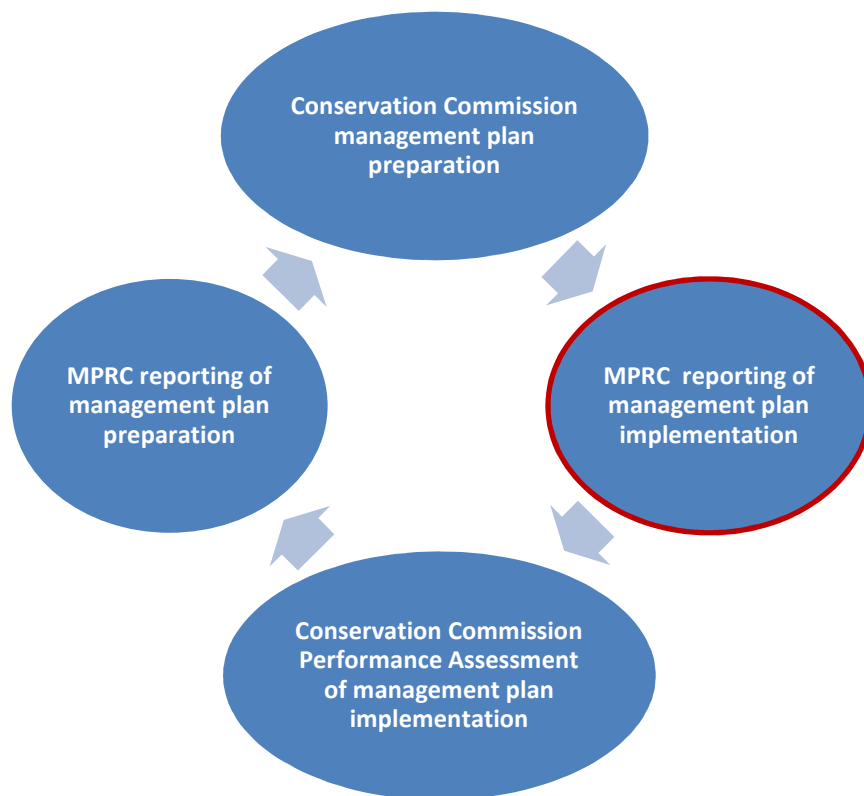 Conservation Commission
management plan
preparation
MPRC reporting of
management plan
implementation
Conservation Commission
Performance Assessment
of management plan
implementation
MPRC reporting of
management plan
preparation